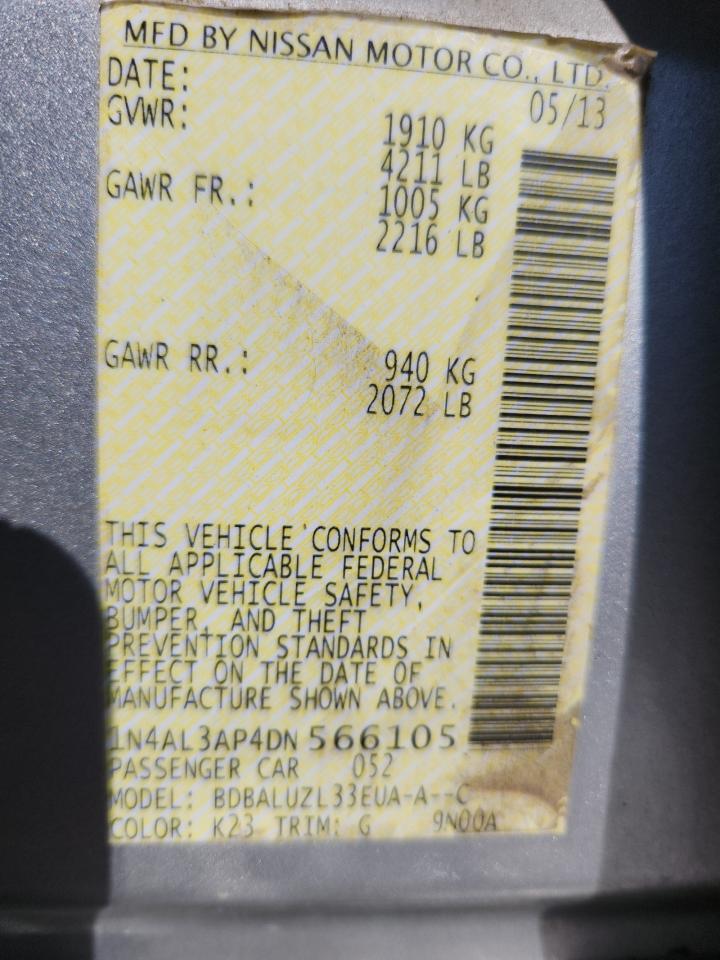 MFD BY NISSAN MOTOR CO., LTD.
DATE: 05/13
GVWR: 1910 KG
4211 LB
GAWR FR.: 1005 KG
2216 LB
GAWR RR.: 940 KG
2072 LB
THIS VEHICLE CONFORMS TO
ALL APPLICABLE FEDERAL
MOTOR VEHICLE SAFETY,
BUMPER, AND THEFT
PREVENTION STANDARDS IN
EFFECT ON THE DATE OF
MANUFACTURE SHOWN ABOVE.
1N4AL3AP4DN 566105
PASSENGER CAR 052
MODEL: BDBALUZL33EUA-A--C
COLOR: K23 TRIM: G 9N00A